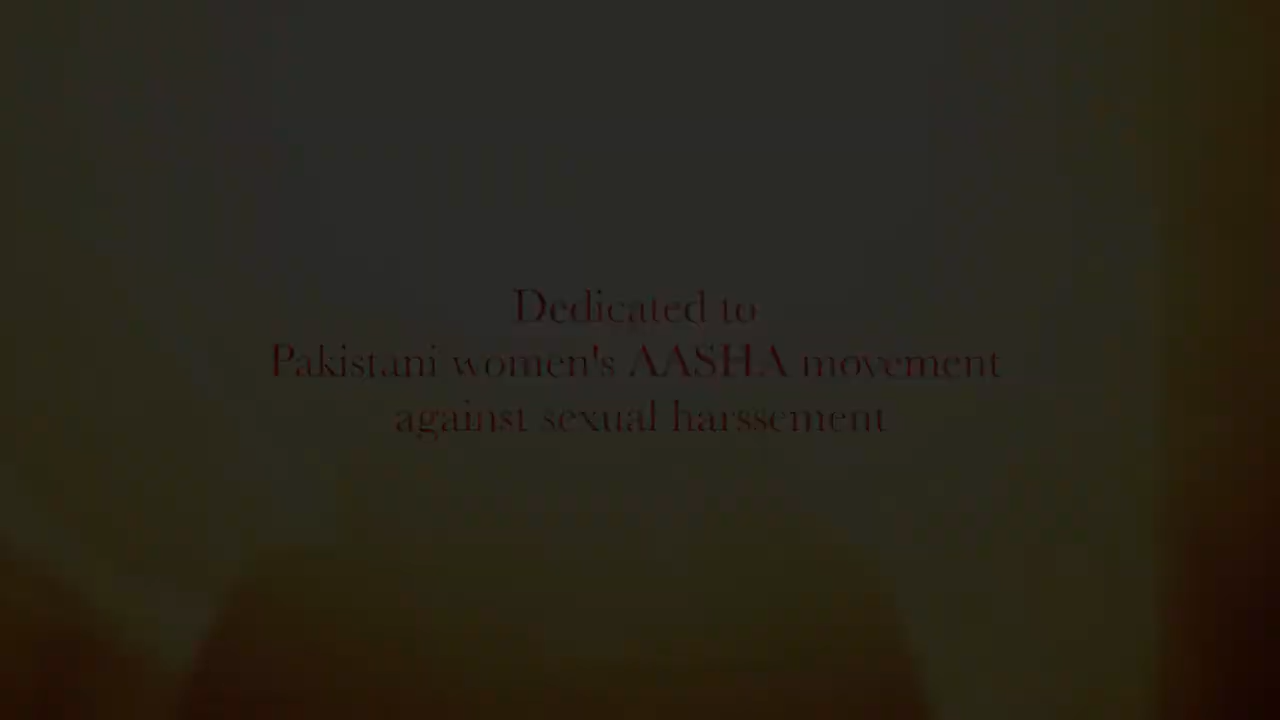 Dedicated to
Pakistani women's AASHA movement
against sexual harssement